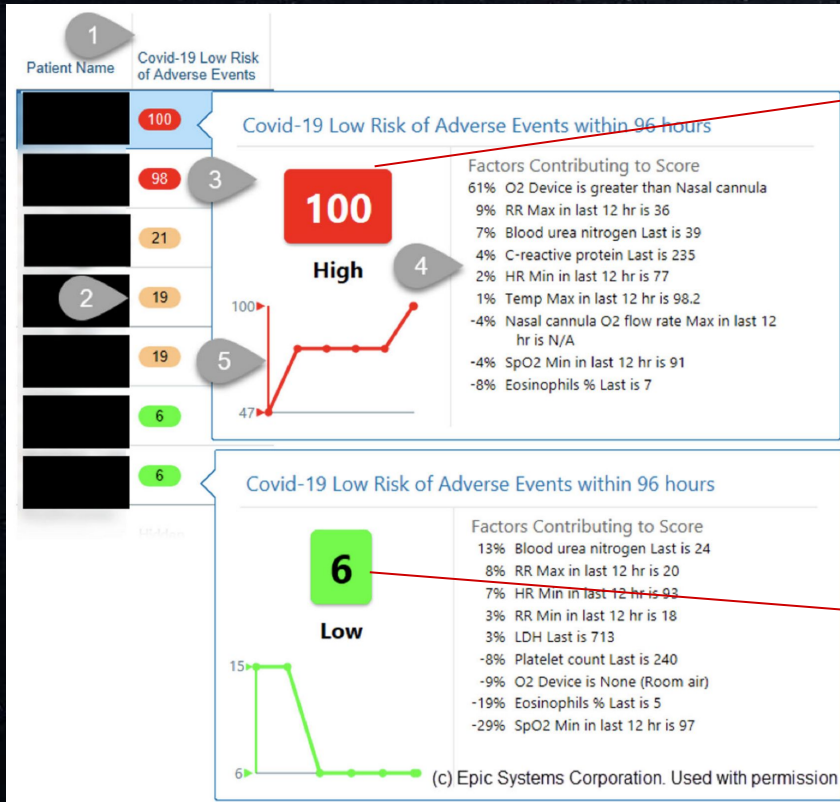 1
Patient Name
Covid-19 Low Risk
of Adverse Events
100
98
21
19
19
6
6
2
Covid-19 Low Risk of Adverse Events within 96 hours
3
100
High
Factors Contributing to Score
61% O2 Device is greater than Nasal cannula
9% RR Max in last 12 hr is 36
7% Blood urea nitrogen Last is 39
4% C-reactive protein Last is 235
2% HR Min in last 12 hr is 77
1% Temp Max in last 12 hr is 98.2
-4% Nasal cannula O2 flow rate Max in last 12
hr is N/A
-4% SpO2 Min in last 12 hr is 91
-8% Eosinophils % Last is 7
4
5
100
47
Covid-19 Low Risk of Adverse Events within 96 hours
6
Low
Factors Contributing to Score
13% Blood urea nitrogen Last is 24
8% RR Max in last 12 hr is 20
7% HR Min in last 12 hr is 93
3% RR Min in last 12 hr is 18
3% LDH Last is 713
-8% Platelet count Last is 240
-9% O2 Device is None (Room air)
-19% Eosinophils % Last is 5
-29% SpO2 Min in last 12 hr is 97
15
6
(c) Epic Systems Corporation. Used with permission